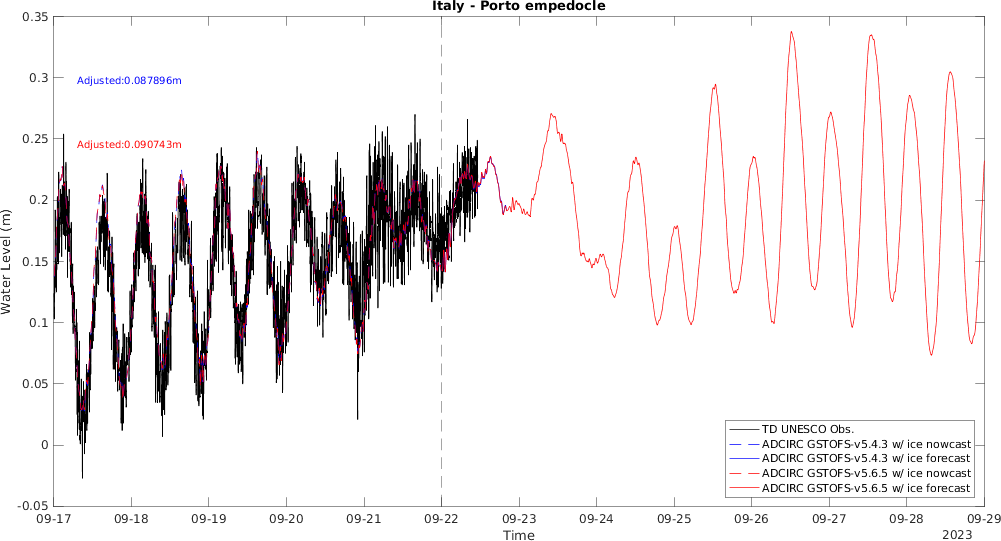 Italy - Porto empedocle
0.35
0.3
0.25
0.2
0.15
0.1
0.05
0
-0.05
Water Level (m)
Adjusted:0.087896m
Adjusted:0.090743m
TD UNESCO Obs.
ADCIRC GSTOFS-v5.4.3 w/ ice nowcast
ADCIRC GSTOFS-v5.4.3 w/ ice forecast
ADCIRC GSTOFS-v5.6.5 w/ ice nowcast
ADCIRC GSTOFS-v5.6.5 w/ ice forecast
09-17 09-18 09-19 09-20 09-21 09-22 09-23 09-24 09-25 09-26 09-27 09-28 09-29
Time
2023